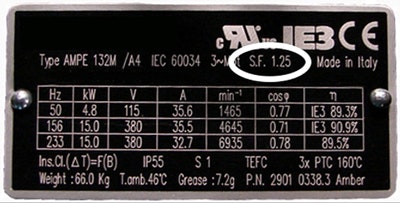 cRUus IE3 CE
Type AMPE 132M /A4 IEC 60034 3~Mot S.F. 1.25 Made in Italy
Hz kW V A min⁻¹ cosφ η
50 4.8 115 35.6 1465 0.77 IE3 89.3%
156 15.0 380 35.5 4645 0.71 IE3 90.9%
233 15.0 380 32.7 6935 0.78 89.5%
Ins.Cl.(ΔT)=F(B) IP55 S 1 TEFC 3x PTC 160°C
Weight:66.0 Kg T.amb.46°C Grease:7.2g P.N. 2901 0338.3 Amber